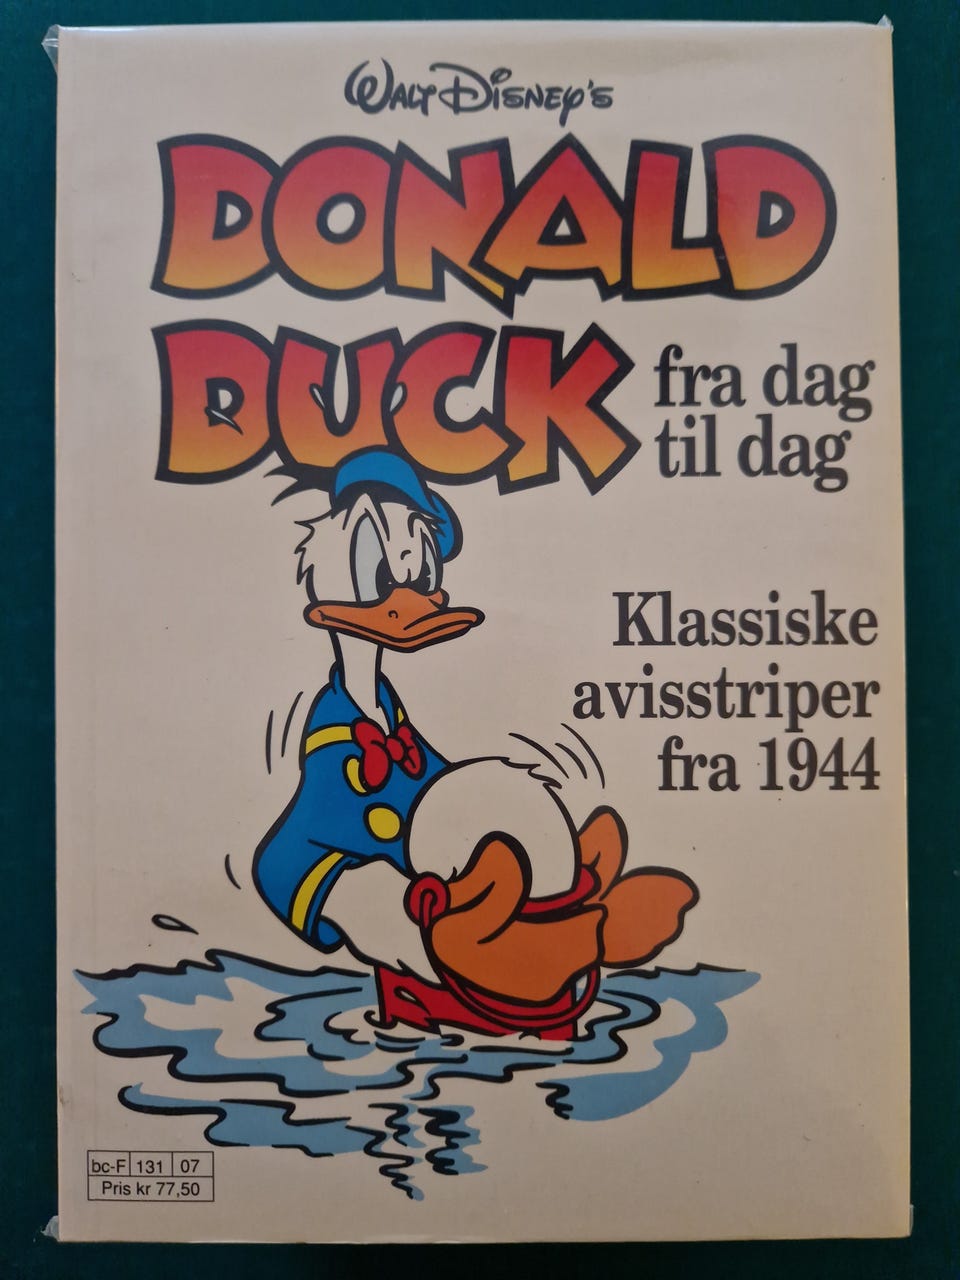 WALT DISNEY'S
DONALD
DUCK
fra dag
til dag
Klassiske
avisstriper
fra 1944
bc-F 131 07
Pris kr 77,50